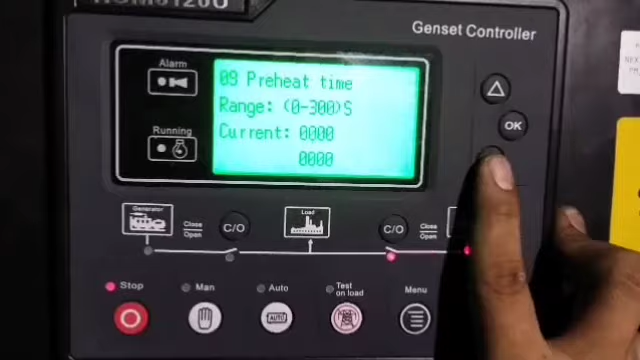 HGM6120U
Genset Controller
Alarm
09 Preheat time
Range: (0-300)S
Current: 0000
0000
Running
OK
Generator
Close
Open
C/O
Load
C/O
Close
Open
Stop
Man
Auto
Test
on load
Menu
AUTO